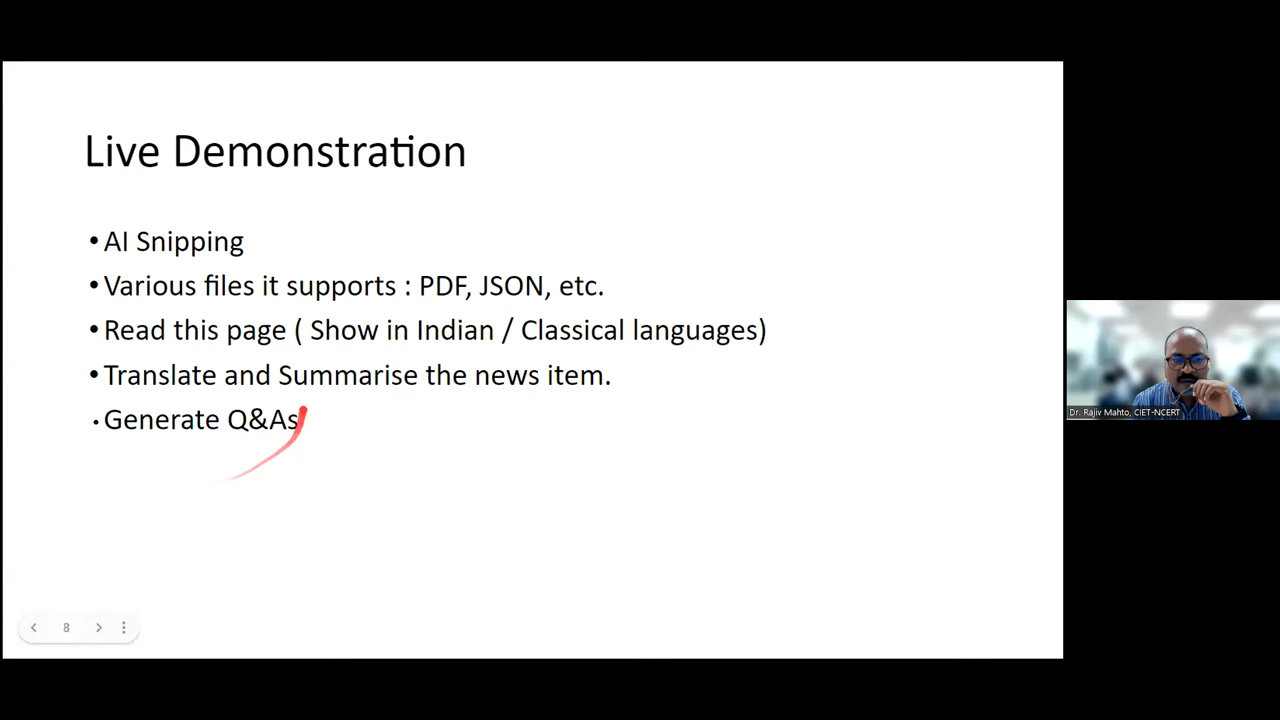 Live Demonstration
• AI Snipping
• Various files it supports : PDF, JSON, etc.
• Read this page ( Show in Indian / Classical languages)
• Translate and Summarise the news item.
• Generate Q&As
Dr. Rajiv Mahto, CIET-NCERT
8